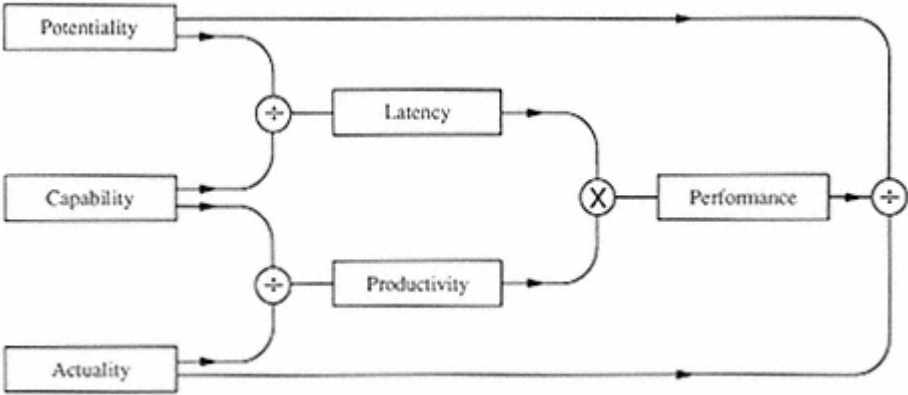 Potentiality
÷
Latency
Capability
X
Performance
÷
÷
Productivity
Actuality